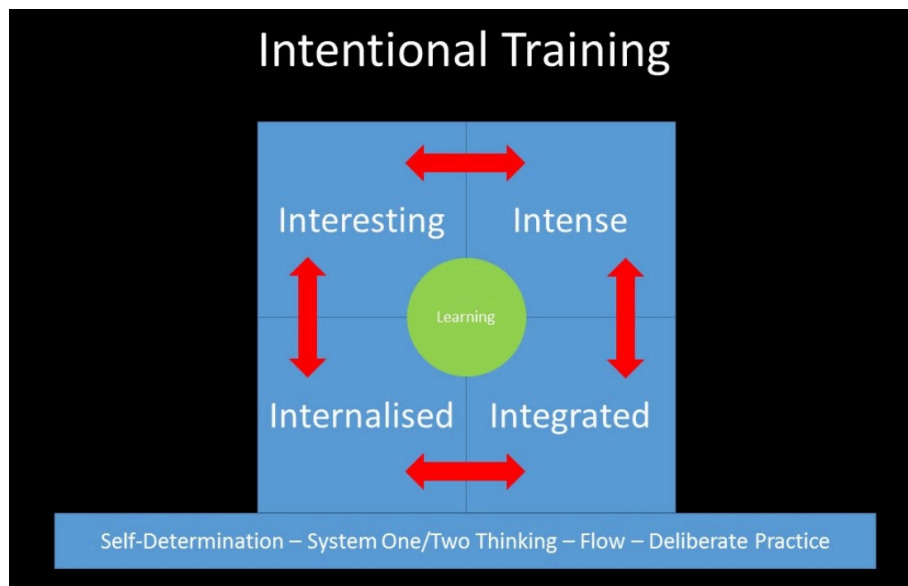 Intentional Training
Interesting
Intense
Learning
Internalised
Integrated
Self-Determination – System One/Two Thinking – Flow – Deliberate Practice